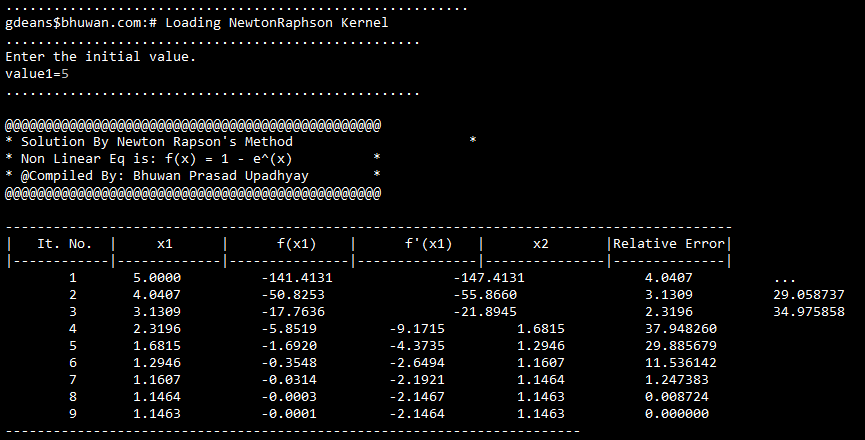 ..........................................................
gdeans$bhuwan.com:# Loading NewtonRaphson Kernel
....................................................
Enter the initial value.
value1=5
....................................................
@@@@@@@@@@@@@@@@@@@@@@@@@@@@@@@@@@@@@@@@@@@@@@@
* Solution By Newton Rapson's Method                      *
* Non Linear Eq is: f(x) = 1 - e^(x)          *
* @Compiled By: Bhuwan Prasad Upadhyay        *
@@@@@@@@@@@@@@@@@@@@@@@@@@@@@@@@@@@@@@@@@@@@@@@
-------------------------------------------------------------------------------------------
|   It. No.  |     x1      |      f(x1)    |      f'(x1)   |      x2       |Relative Error|
|------------|-------------|---------------|---------------|---------------|--------------|
        1       5.0000          -141.4131               -147.4131               4.0407          ...
        2       4.0407          -50.8253                -55.8660                3.1309          29.058737
        3       3.1309          -17.7636                -21.8945                2.3196          34.975858
        4       2.3196          -5.8519         -9.1715         1.6815          37.948260
        5       1.6815          -1.6920         -4.3735         1.2946          29.885679
        6       1.2946          -0.3548         -2.6494         1.1607          11.536142
        7       1.1607          -0.0314         -2.1921         1.1464          1.247383
        8       1.1464          -0.0003         -2.1467         1.1463          0.008724
        9       1.1463          -0.0001         -2.1464         1.1463          0.000000
------------------------------------------------------------------------